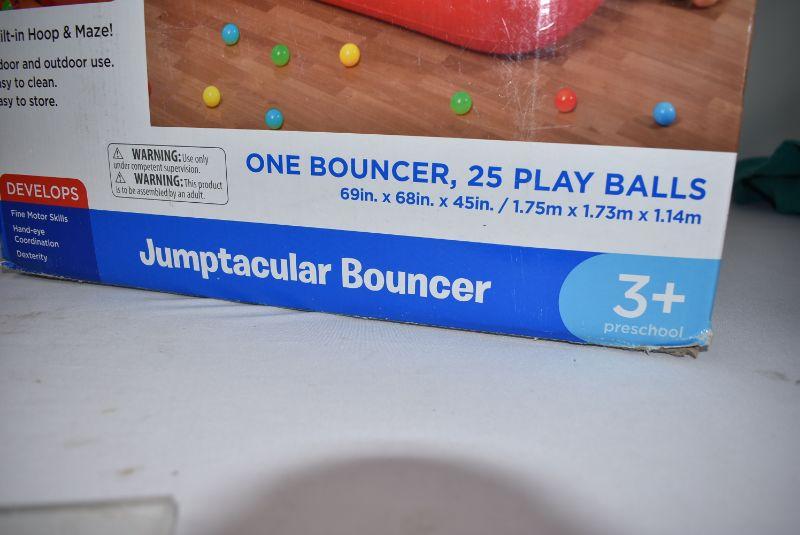 ilt-in Hoop & Maze!
door and outdoor use.
sy to clean.
asy to store.
WARNING: Use only
under competent supervision.
WARNING: This product
is to be assembled by an adult.
ONE BOUNCER, 25 PLAY BALLS
69in. x 68in. x 45in. / 1.75m x 1.73m x 1.14m
DEVELOPS
Fine Motor Skills
Hand-eye
Coordination
Dexterity
Jumptacular Bouncer
3+
preschool